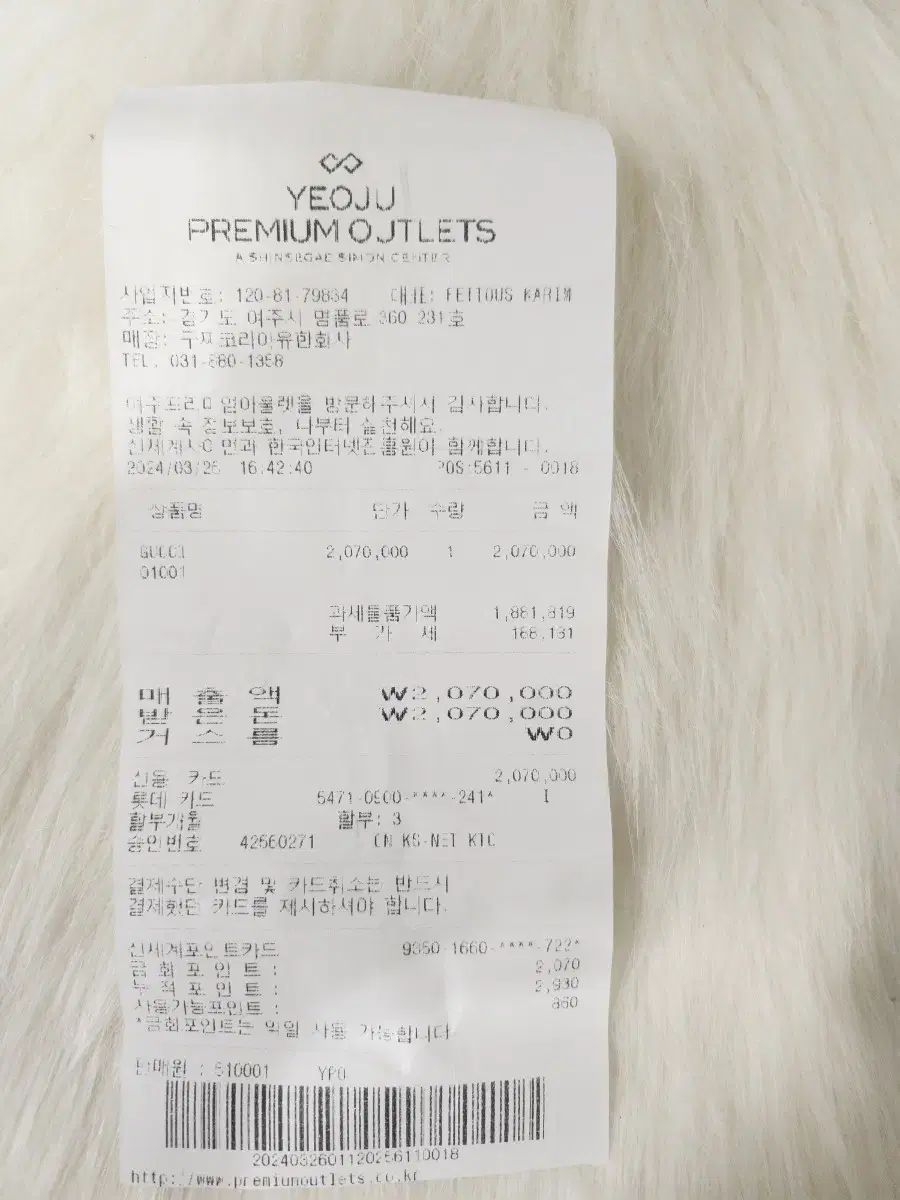 YEOJU
PREMIUM OUTLETS
A SHINSEGAE SIMON CENTER
사업자번호: 120-81-79864 대표: FETTOUS KARIM
주소: 경기도 여주시 명품로 360 231호
매장: 구찌코리아유한회사
TEL. 031-880-1358
여주프리미엄아울렛을 방문해주셔서 감사합니다.
생활 속 정보보호, 나부터 실천해요.
신세계사이먼과 한국인터넷진흥원이 함께합니다.
2024/03/26 16:42:40 POS:5611 - 0018
상품명 단가 수량 금 액
GUCCI 2,070,000 1 2,070,000
01001
과세물품가액 1,881,819
부 가 세 188,181
매 출 액 ₩2,070,000
받 은 돈 ₩2,070,000
거 스 름 ₩0
신용 카드 2,070,000
롯데 카드 5471-0900-****-241* I
할부개월 할부: 3
승인번호 42560271 CN KS-NET KTC
결제수단 변경 및 카드취소는 반드시
결제했던 카드를 제시하셔야 합니다.
신세계포인트카드 9350-1660-****-722*
금 회 포 인 트 : 2,070
누 적 포 인 트 : 2,930
사용가능포인트 : 860
*금회포인트는 익일 사용 가능합니다
판매원 : 510001 YPO
20240326011202561 10018
http://www.premiumoutlets.co.kr